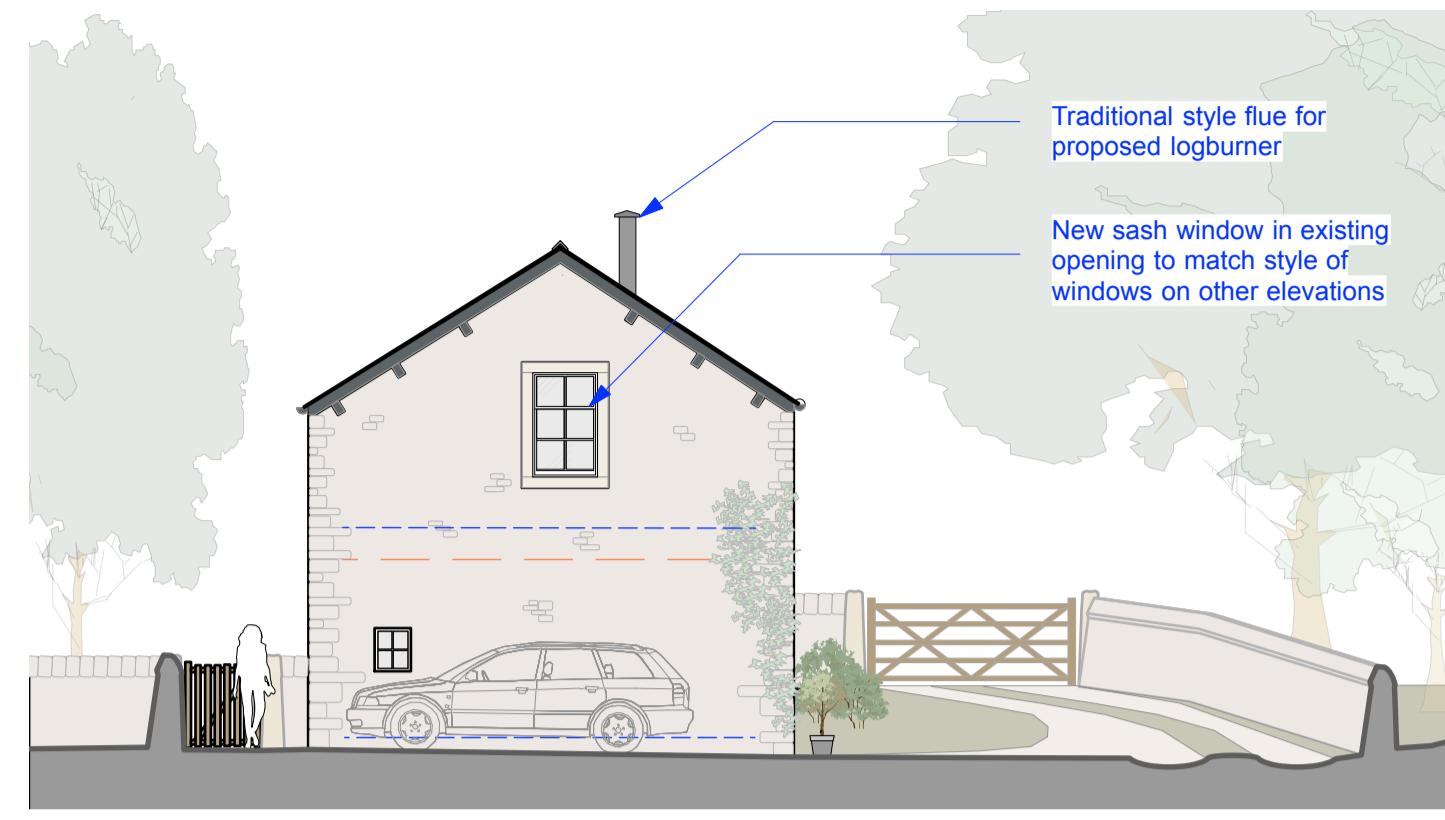 Traditional style flue for
proposed logburner
New sash window in existing
opening to match style of
windows on other elevations